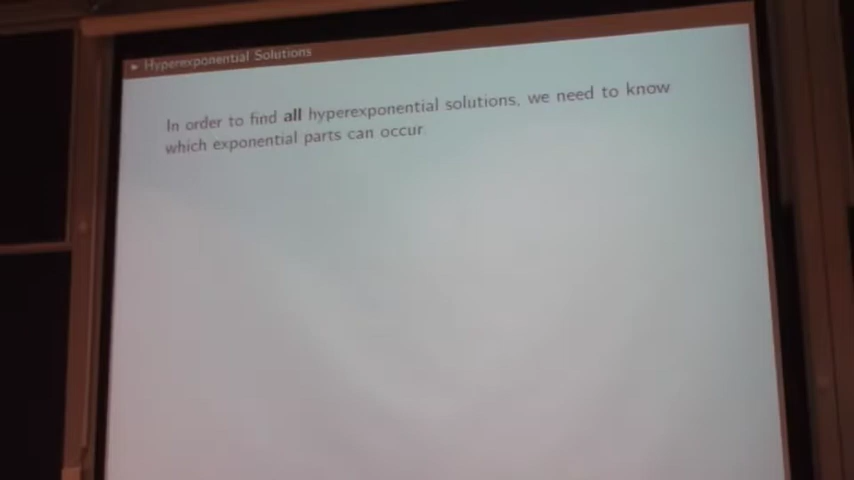 ► Hyperexponential Solutions
In order to find all hyperexponential solutions, we need to know
which exponential parts can occur